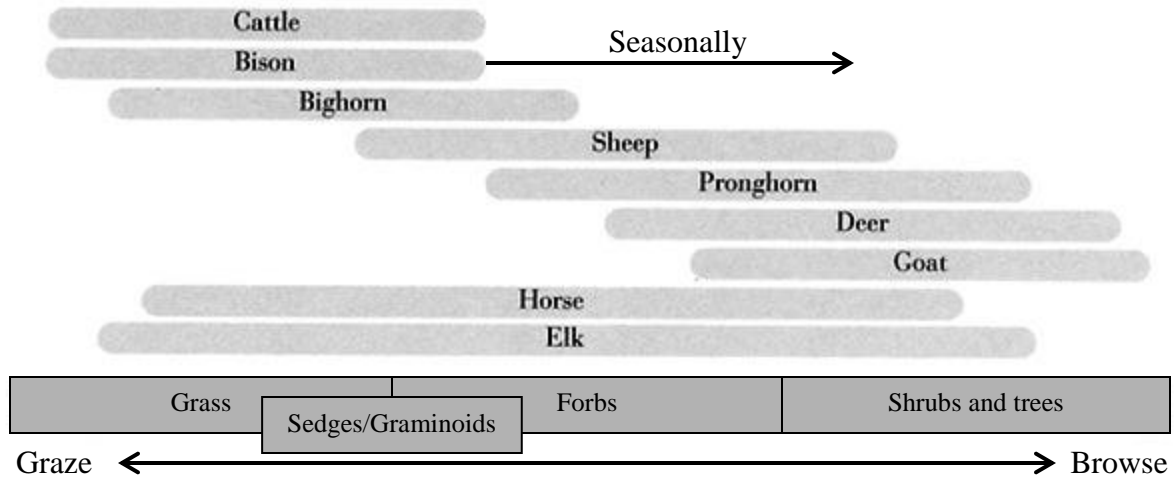 Cattle
Seasonally
Bison
Bighorn
Sheep
Pronghorn
Deer
Goat
Horse
Elk
Grass
Forbs
Shrubs and trees
Sedges/Graminoids
Graze
Browse